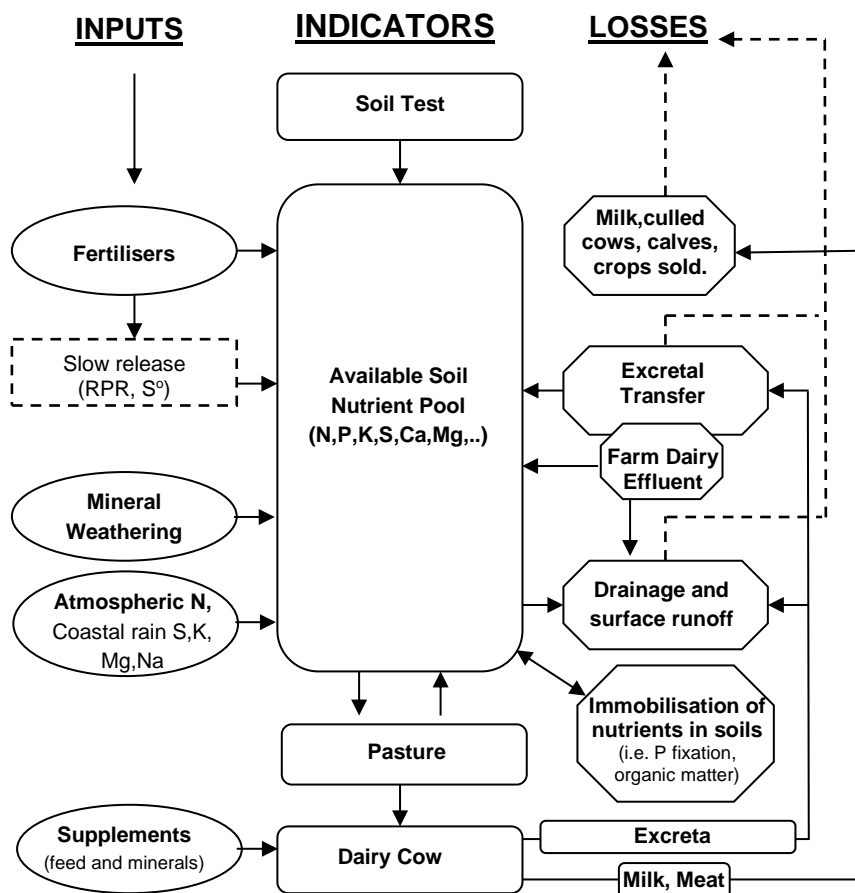 INPUTS
INDICATORS
LOSSES
Soil Test
Fertilisers
Slow release
(RPR, Sº)
Mineral
Weathering
Atmospheric N,
Coastal rain S,K,
Mg,Na
Supplements
(feed and minerals)
Available Soil
Nutrient Pool
(N,P,K,S,Ca,Mg,..)
Pasture
Dairy Cow
Milk,culled
cows, calves,
crops sold.
Excretal
Transfer
Farm Dairy
Effluent
Drainage and
surface runoff
Immobilisation of
nutrients in soils
(i.e. P fixation,
organic matter)
Excreta
Milk, Meat